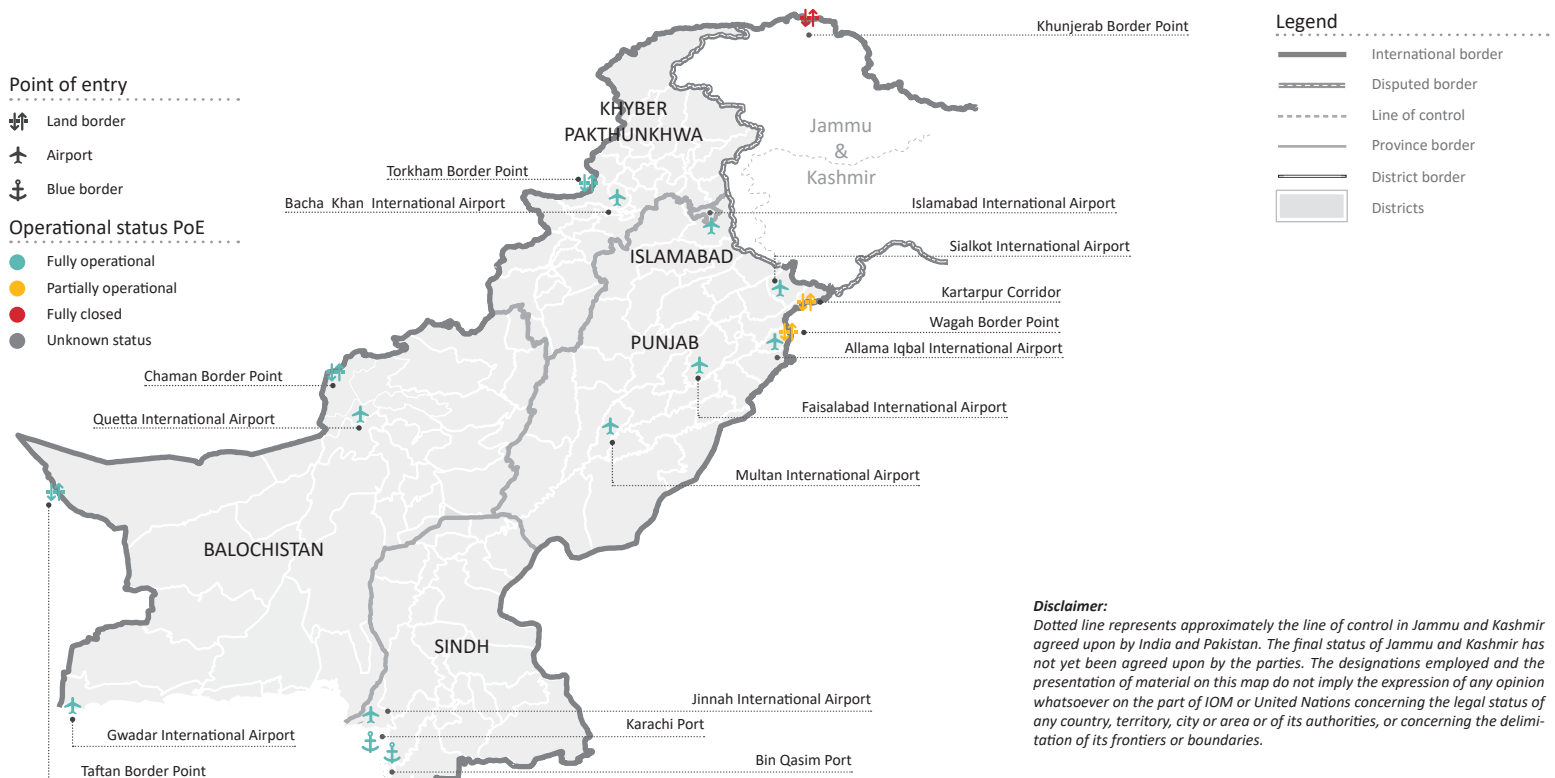 Khunjerab Border Point
Legend
International border
Disputed border
Line of control
Province border
District border
Districts
Point of entry
Land border
Airport
Blue border
Operational status PoE
Fully operational
Partially operational
Fully closed
Unknown status
KHYBER
PAKTHUNKHWA
Jammu
&
Kashmir
Torkham Border Point
Bacha Khan International Airport
Islamabad International Airport
ISLAMABAD
Sialkot International Airport
Kartarpur Corridor
Wagah Border Point
PUNJAB
Allama Iqbal International Airport
Chaman Border Point
Faisalabad International Airport
Quetta International Airport
Multan International Airport
BALOCHISTAN
SINDH
Jinnah International Airport
Karachi Port
Gwadar International Airport
Bin Qasim Port
Taftan Border Point
Disclaimer:
Dotted line represents approximately the line of control in Jammu and Kashmir
agreed upon by India and Pakistan. The final status of Jammu and Kashmir has
not yet been agreed upon by the parties. The designations employed and the
presentation of material on this map do not imply the expression of any opinion
whatsoever on the part of IOM or United Nations concerning the legal status of
any country, territory, city or area or of its authorities, or concerning the delimi-
tation of its frontiers or boundaries.